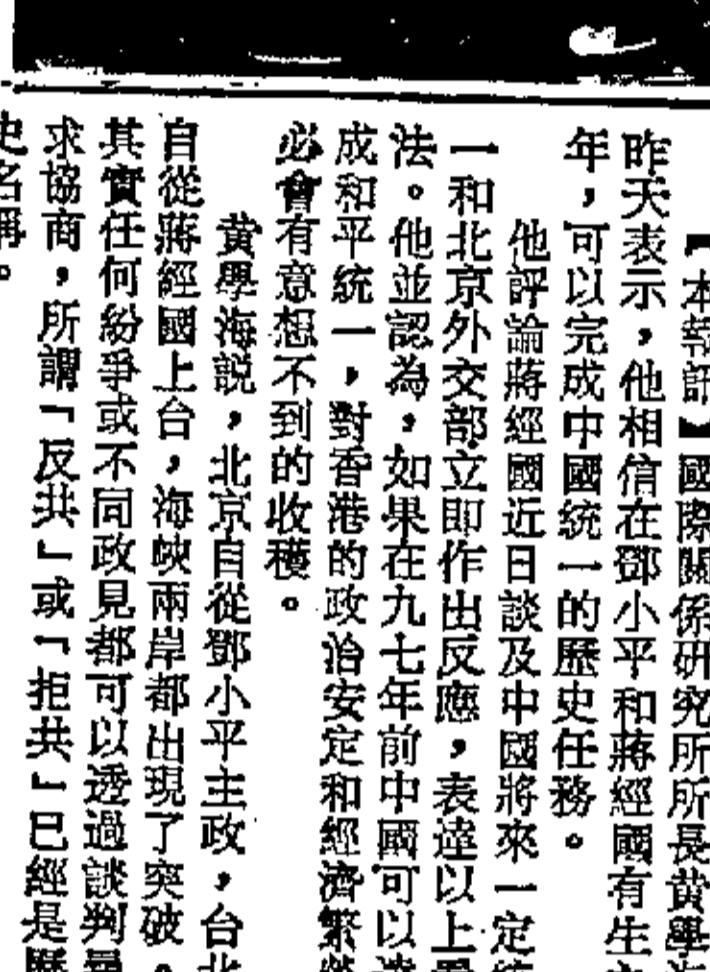 【本報訊】國際關係研究所所長黃學
昨天表示，他相信在鄧小平和蔣經國有生
年，可以完成中國統一的歷史任務。
他評論蔣經國近日談及中國將來一定
一和北京外交部立即作出反應，表達以上
法。他並認為，如果在九七年前中國可以
成和平統一，對香港的政治安定和經濟繁
必會有意想不到的收穫。
黃學海說，北京自從鄧小平主政，台北
自從蔣經國上台，海峽兩岸都出現了突破。
其實任何紛爭或不同政見都可以透過談判
求協商，所謂「反共」或「拒共」已經是歷
史名稱。